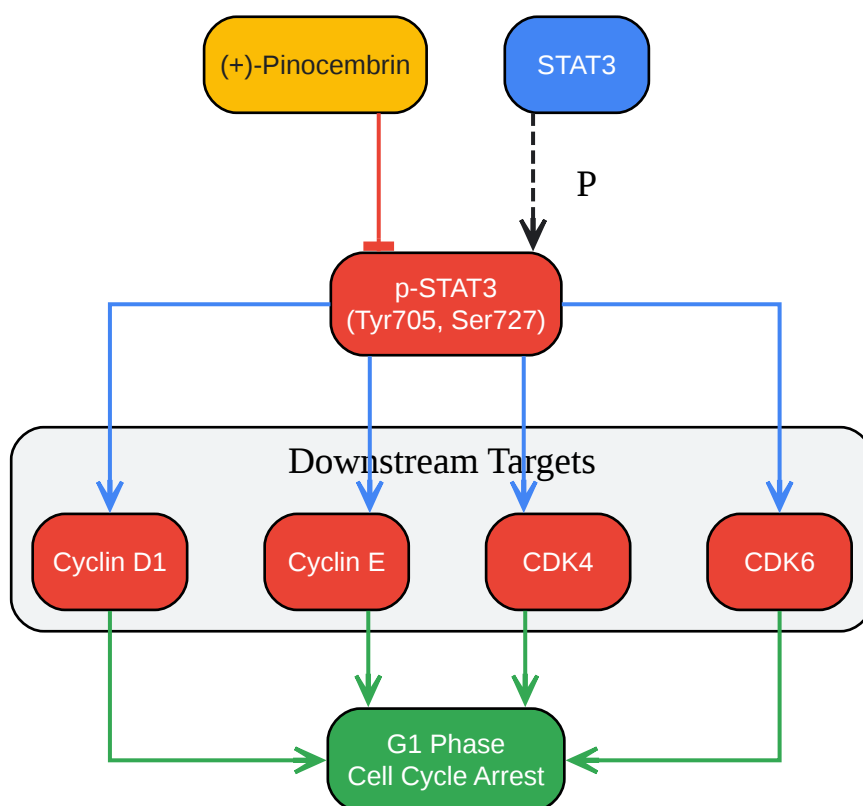 (+)-Pinocembrin
STAT3
P
p-STAT3
(Tyr705, Ser727)
Downstream Targets
Cyclin D1
Cyclin E
CDK4
CDK6
G1 Phase
Cell Cycle Arrest